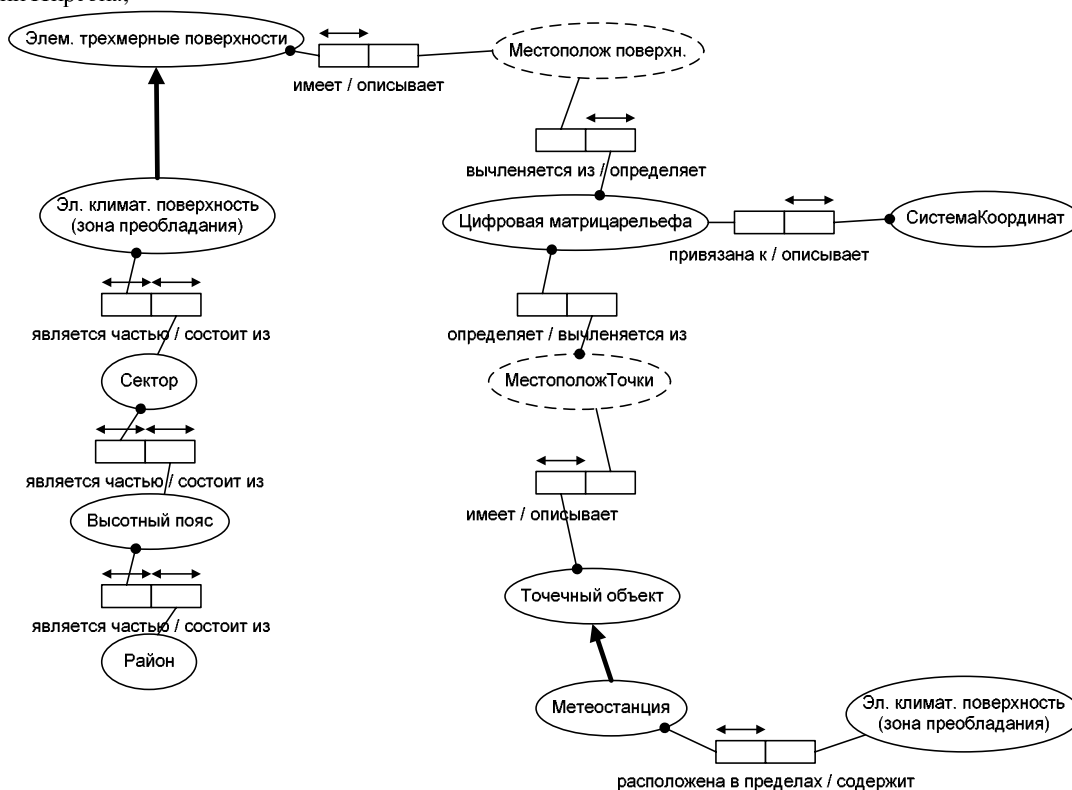 Элем. трехмерные поверхности
Местополож поверхн.
имеет / описывает
вычленяется из / определяет
Эл. климат. поверхность
(зона преобладания)
Цифровая матрицарельефа
СистемаКоординат
привязана к / описывает
является частью / состоит из
определяет / вычленяется из
Сектор
МестоположТочки
является частью / состоит из
имеет / описывает
Высотный пояс
Точечный объект
является частью / состоит из
Район
Метеостанция
Эл. климат. поверхность
(зона преобладания)
расположена в пределах / содержит